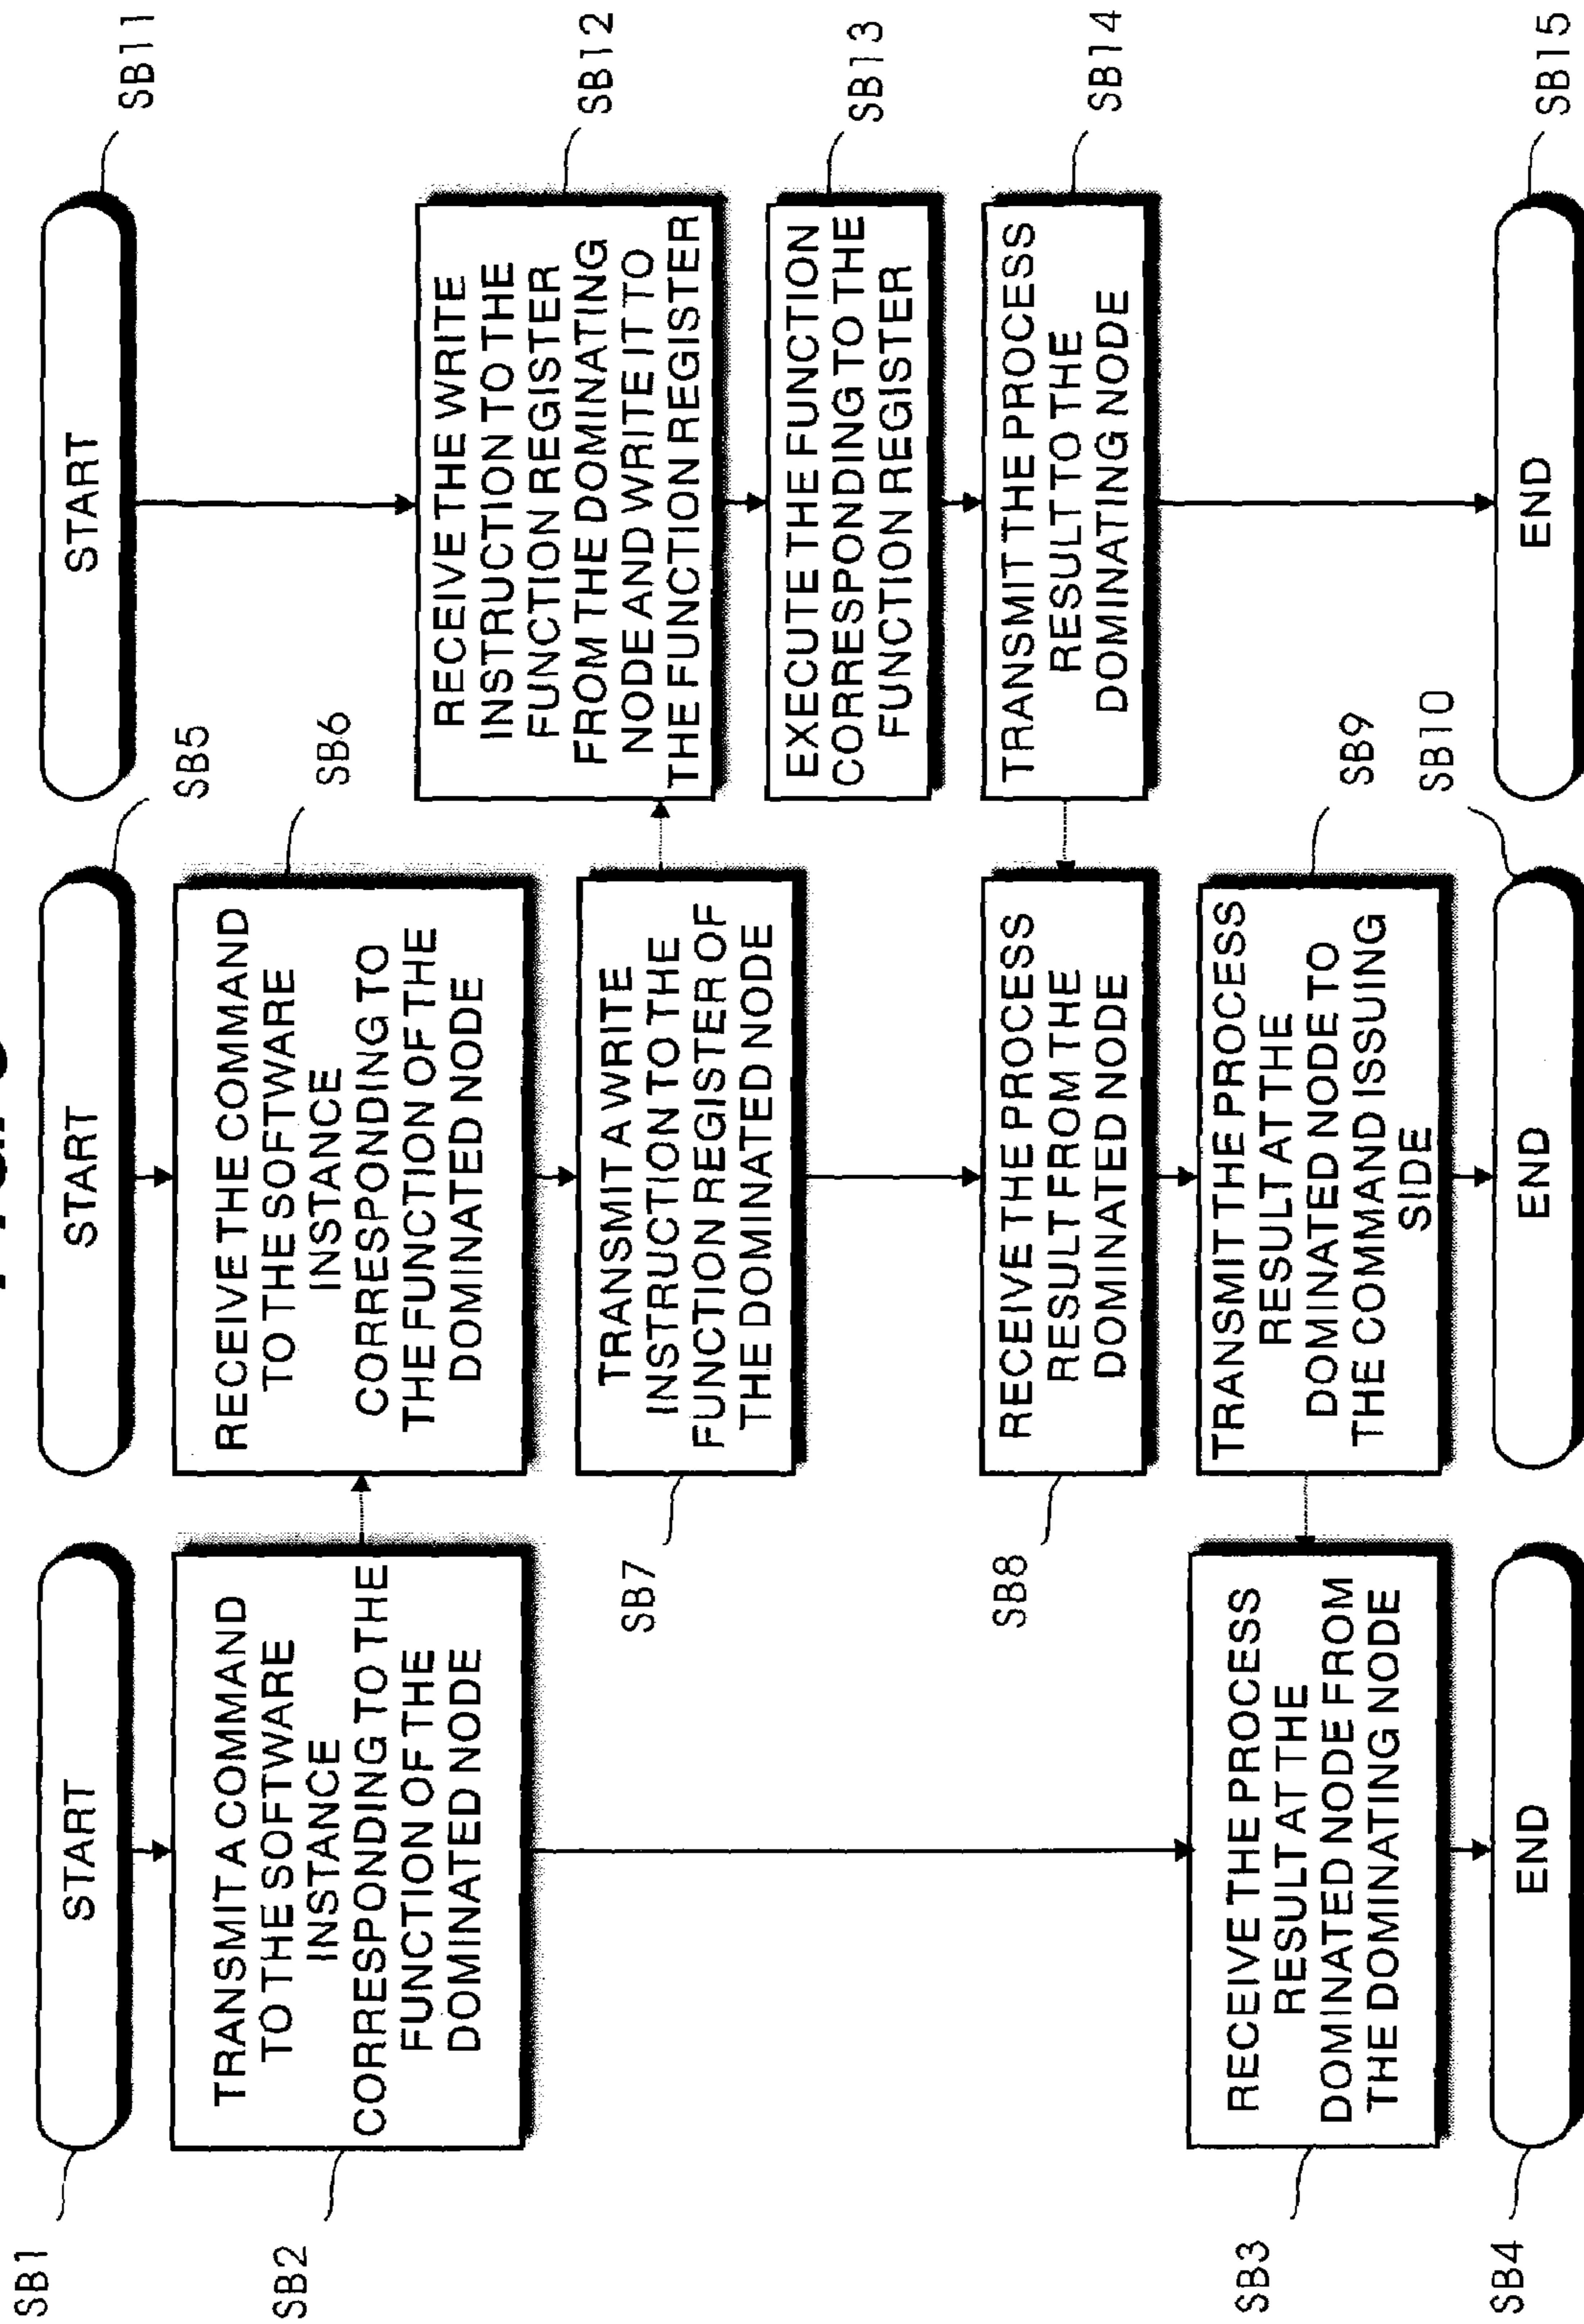 START
SB1
TRANSMIT A COMMAND
TO THE SOFTWARE
INSTANCE
CORRESPONDING TO THE
FUNCTION OF THE
DOMINATED NODE
SB2
RECEIVE THE PROCESS
RESULT AT THE
DOMINATED NODE FROM
THE DOMINATING NODE
SB3
END
SB4
START
SB5
RECEIVE THE COMMAND
TO THE SOFTWARE
INSTANCE
CORRESPONDING TO
THE FUNCTION OF THE
DOMINATED NODE
SB6
TRANSMIT A WRITE
INSTRUCTION TO THE
FUNCTION REGISTER OF
THE DOMINATED NODE
SB7
RECEIVE THE PROCESS
RESULT FROM THE
DOMINATED NODE
SB8
TRANSMIT THE PROCESS
RESULT AT THE
DOMINATED NODE TO
THE COMMAND ISSUING
SIDE
SB9
END
SB10
START
SB11
RECEIVE THE WRITE
INSTRUCTION TO THE
FUNCTION REGISTER
FROM THE DOMINATING
NODE AND WRITE IT TO
THE FUNCTION REGISTER
SB12
EXECUTE THE FUNCTION
CORRESPONDING TO THE
FUNCTION REGISTER
SB13
TRANSMIT THE PROCESS
RESULT TO THE
DOMINATING NODE
SB14
END
SB15